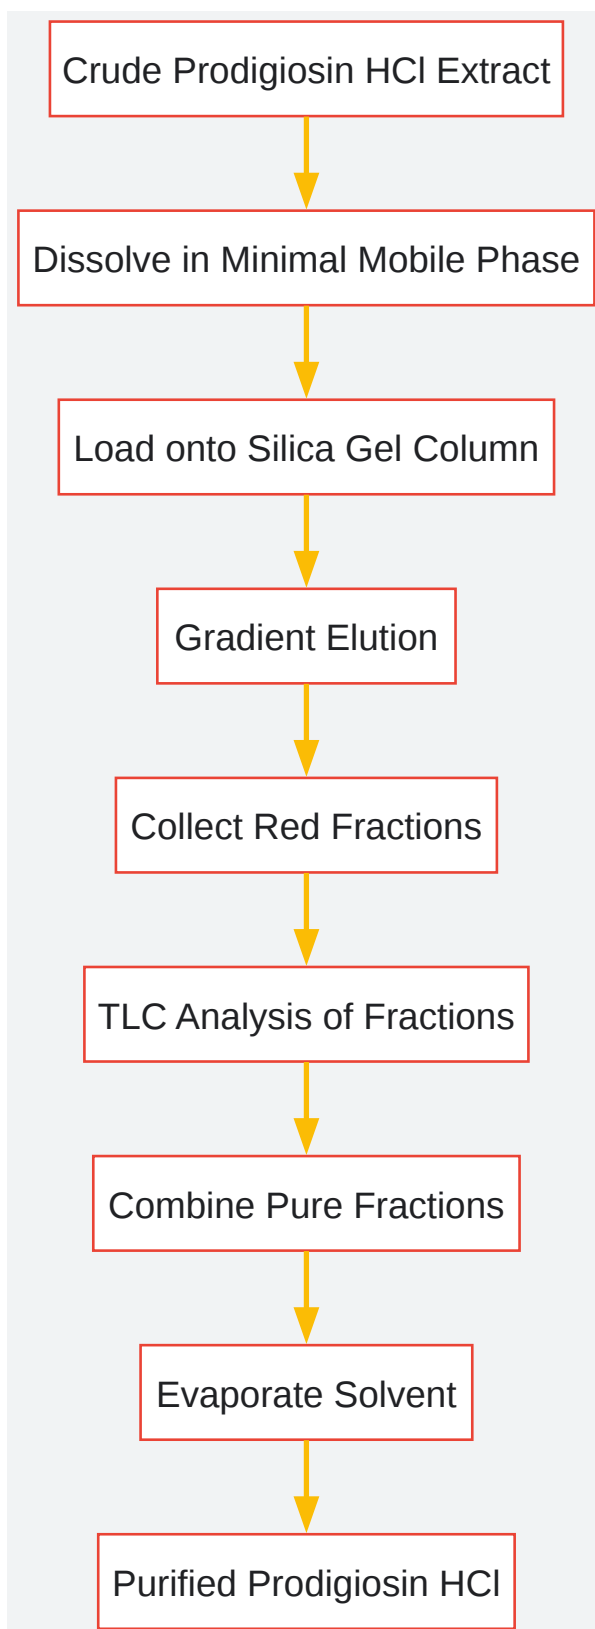 Crude Prodigiosin HCl Extract
Dissolve in Minimal Mobile Phase
Load onto Silica Gel Column
Gradient Elution
Collect Red Fractions
TLC Analysis of Fractions
Combine Pure Fractions
Evaporate Solvent
Purified Prodigiosin HCl